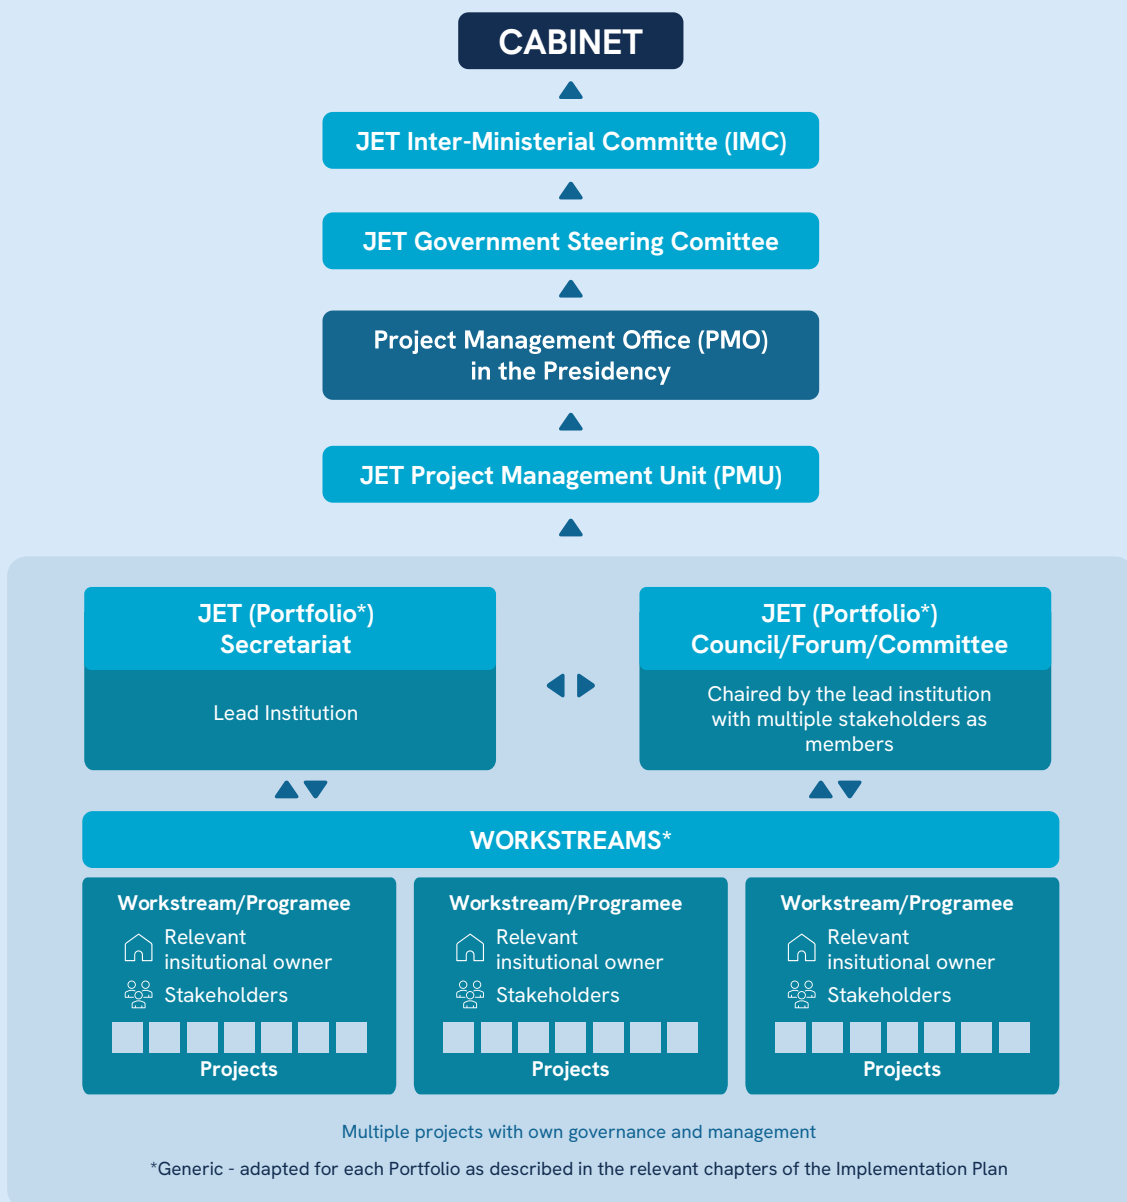 CABINET
JET Inter-Ministerial Committe (IMC)
JET Government Steering Comittee
Project Management Office (PMO)
in the Presidency
JET Project Management Unit (PMU)
JET (Portfolio*)
Secretariat
Lead Institution
JET (Portfolio*)
Council/Forum/Committee
Chaired by the lead institution
with multiple stakeholders as
members
WORKSTREAMS*
Workstream/Programee
Relevant
insitutional owner
Stakeholders
Projects
Workstream/Programee
Relevant
insitutional owner
Stakeholders
Projects
Workstream/Programee
Relevant
insitutional owner
Stakeholders
Projects
Multiple projects with own governance and management
*Generic - adapted for each Portfolio as described in the relevant chapters of the Implementation Plan